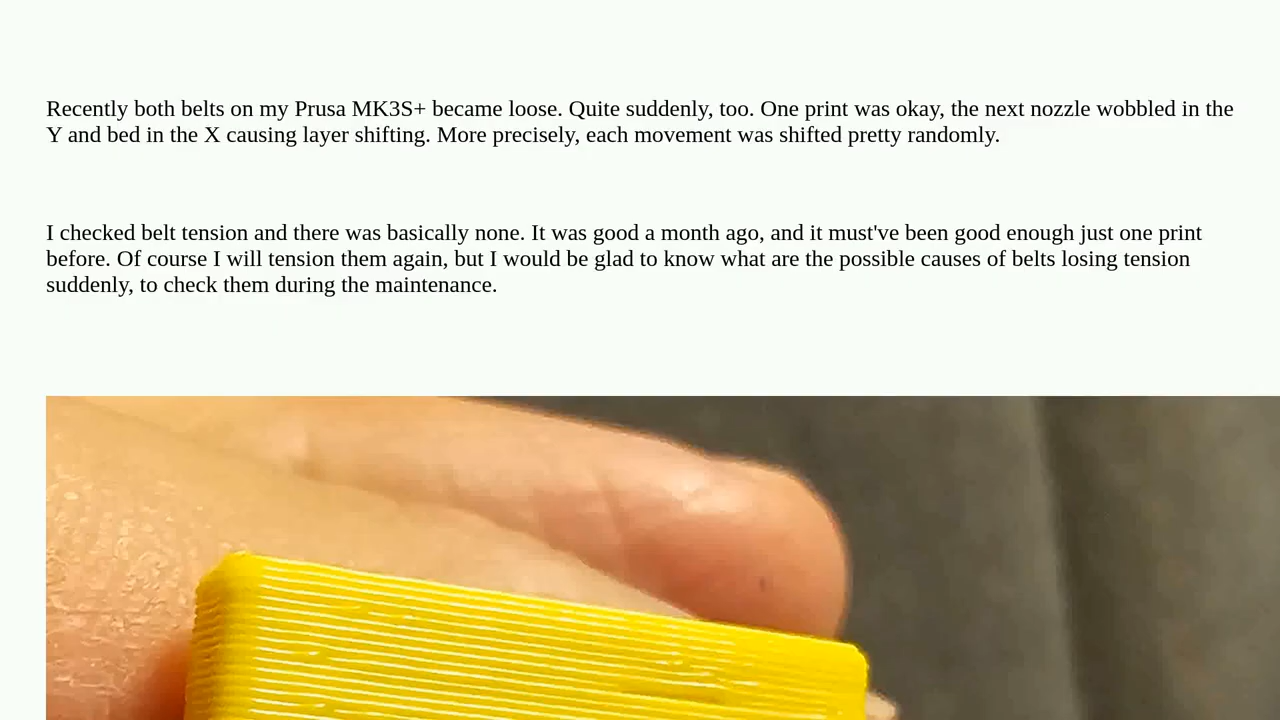 Recently both belts on my Prusa MK3S+ became loose. Quite suddenly, too. One print was okay, the next nozzle wobbled in the
Y and bed in the X causing layer shifting. More precisely, each movement was shifted pretty randomly.
I checked belt tension and there was basically none. It was good a month ago, and it must've been good enough just one print
before. Of course I will tension them again, but I would be glad to know what are the possible causes of belts losing tension
suddenly, to check them during the maintenance.